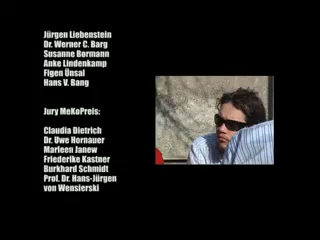 Jürgen Liebenstein
Dr. Werner C. Barg
Susanne Bormann
Anke Lindenkamp
Figen Ünsal
Hans V. Bang
Jury MeKoPreis:
Claudia Dietrich
Dr. Uwe Hornauer
Marleen Janew
Friederike Kastner
Burkhard Schmidt
Prof. Dr. Hans-Jürgen
von Wensierski